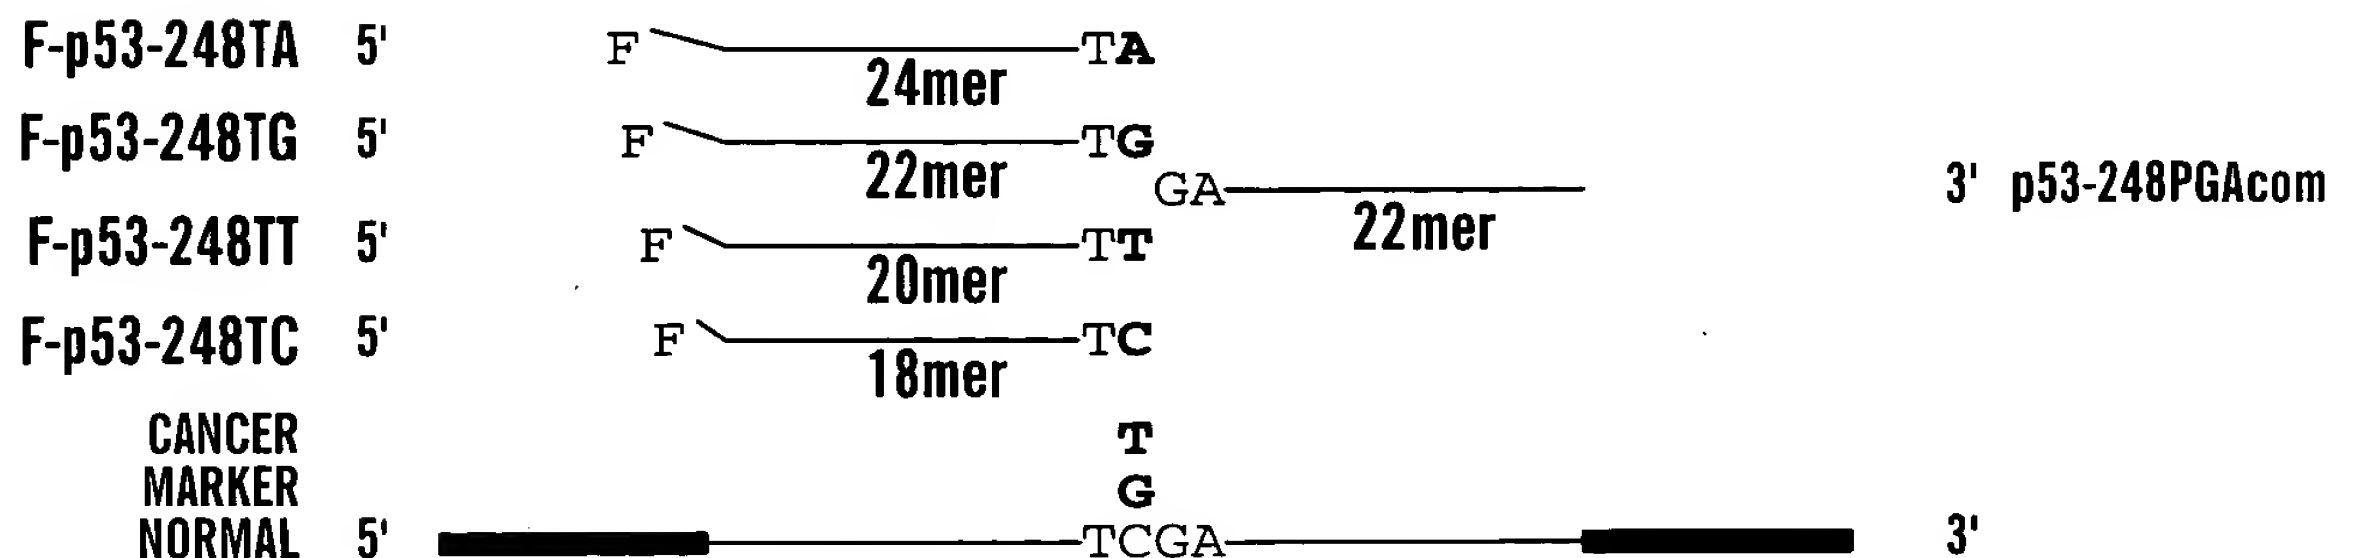 F-p53-248TA 5' F TA
24mer
F-p53-248TG 5' F TG
22mer
GA 3' p53-248PGAcom
22mer
F-p53-248TT 5' F TT
20mer
F-p53-248TC 5' F TC
18mer
CANCER T
MARKER G
NORMAL 5' TCGA 3'